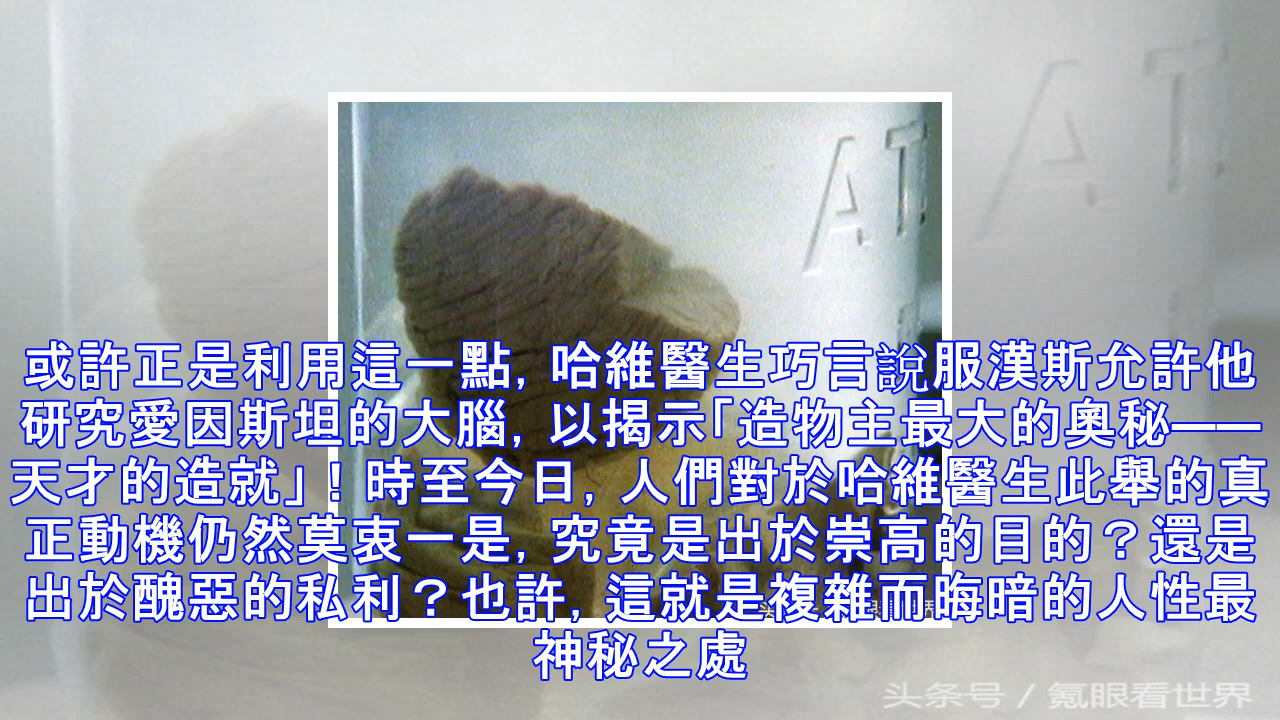 AT
或許正是利用這一點,哈維醫生巧言說服漢斯允許他
研究愛因斯坦的大腦,以揭示「造物主最大的奧秘——
天才的造就」!時至今日,人們對於哈維醫生此舉的真
正動機仍然莫衷一是,究竟是出於崇高的目的?還是
出於醜惡的私利?也許,這就是複雜而晦暗的人性最
神秘之處
头条号 / 氪眼看世界